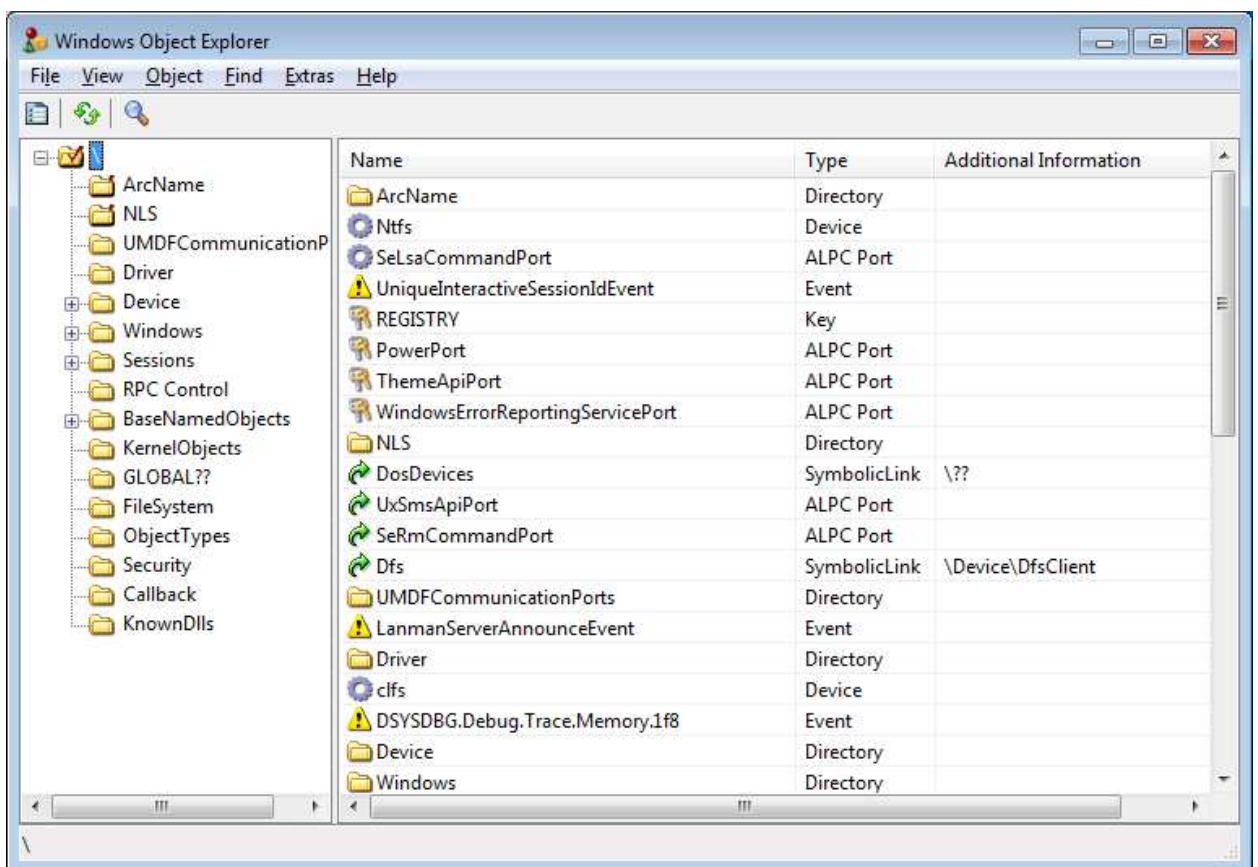 Windows Object Explorer
File View Object Find Extras Help
\
ArcName
NLS
UMDFCommunicationP
Driver
Device
Windows
Sessions
RPC Control
BaseNamedObjects
KernelObjects
GLOBAL??
FileSystem
ObjectTypes
Security
Callback
KnownDlls
Name Type Additional Information
ArcName Directory
Ntfs Device
SeLsaCommandPort ALPC Port
UniqueInteractiveSessionIdEvent Event
REGISTRY Key
PowerPort ALPC Port
ThemeApiPort ALPC Port
WindowsErrorReportingServicePort ALPC Port
NLS Directory
DosDevices SymbolicLink \??
UxSmsApiPort ALPC Port
SeRmCommandPort ALPC Port
Dfs SymbolicLink \Device\DfsClient
UMDFCommunicationPorts Directory
LanmanServerAnnounceEvent Event
Driver Directory
clfs Device
DSYSDBG.Debug.Trace.Memory.1f8 Event
Device Directory
Windows Directory
\